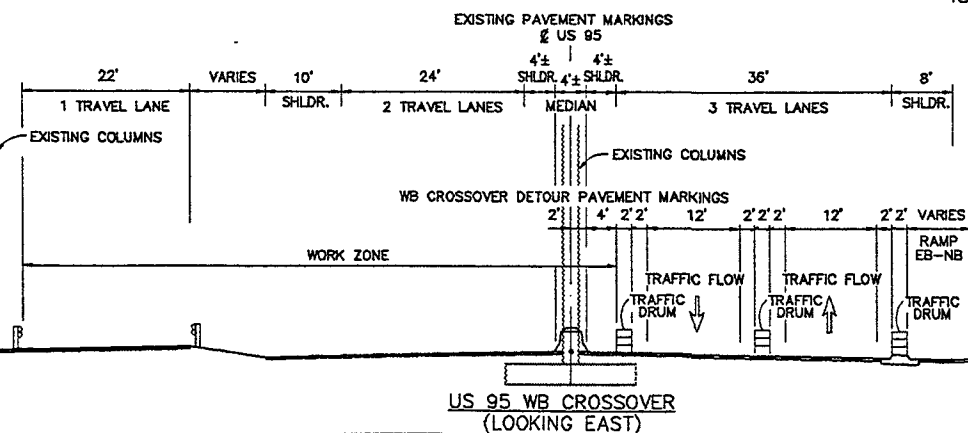 EXISTING PAVEMENT MARKINGS
℄ US 95
22'
VARIES
10'
24'
4'±
4'±
4'±
36'
8'
1 TRAVEL LANE
SHLDR.
2 TRAVEL LANES
SHLDR.
MEDIAN
SHLDR.
3 TRAVEL LANES
SHLDR.
EXISTING COLUMNS
EXISTING COLUMNS
WB CROSSOVER DETOUR PAVEMENT MARKINGS
2' 4' 2' 2' 12' 2' 2' 2' 12' 2' 2' VARIES
RAMP
EB-NB
WORK ZONE
TRAFFIC FLOW
TRAFFIC FLOW
TRAFFIC
DRUM
TRAFFIC
DRUM
TRAFFIC
DRUM
US 95 WB CROSSOVER
(LOOKING EAST)